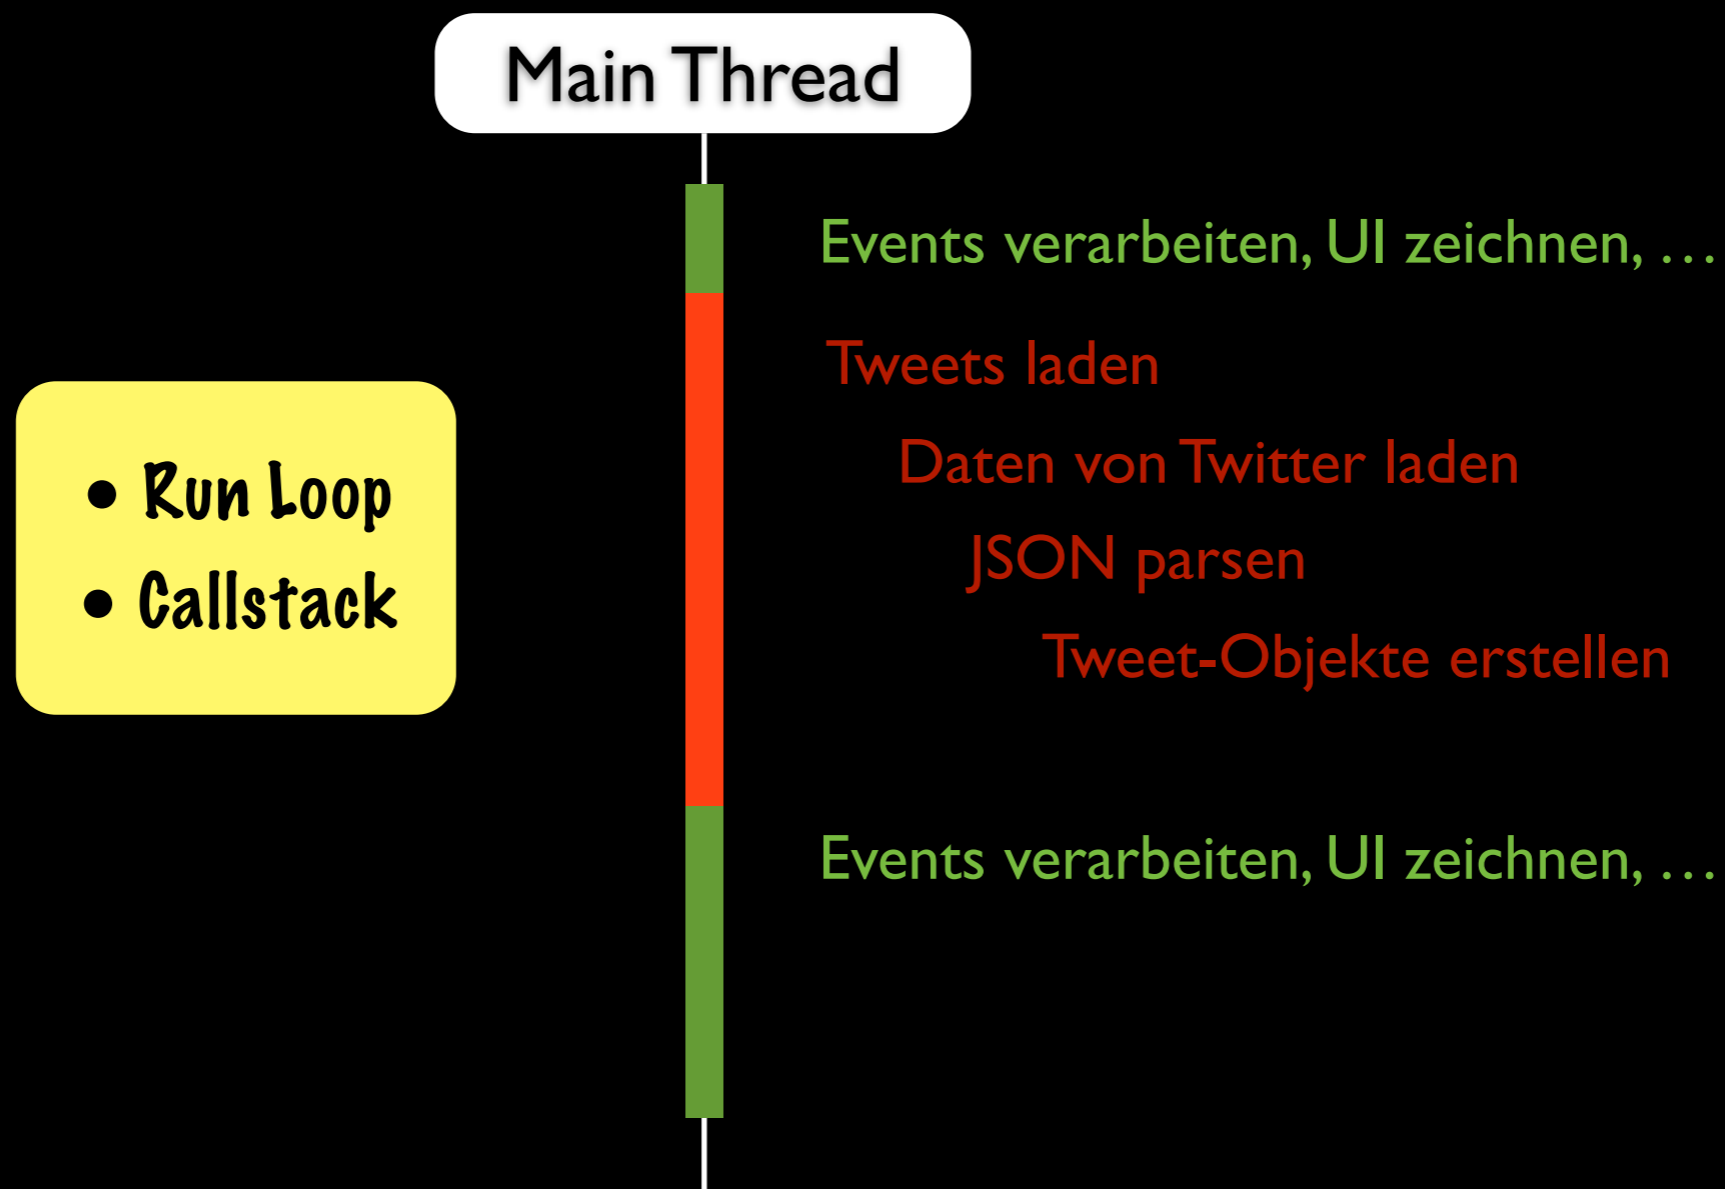 Main Thread
Events verarbeiten, UI zeichnen, …
Tweets laden
Daten von Twitter laden
JSON parsen
Tweet-Objekte erstellen
Events verarbeiten, UI zeichnen, …
• Run Loop
• Callstack